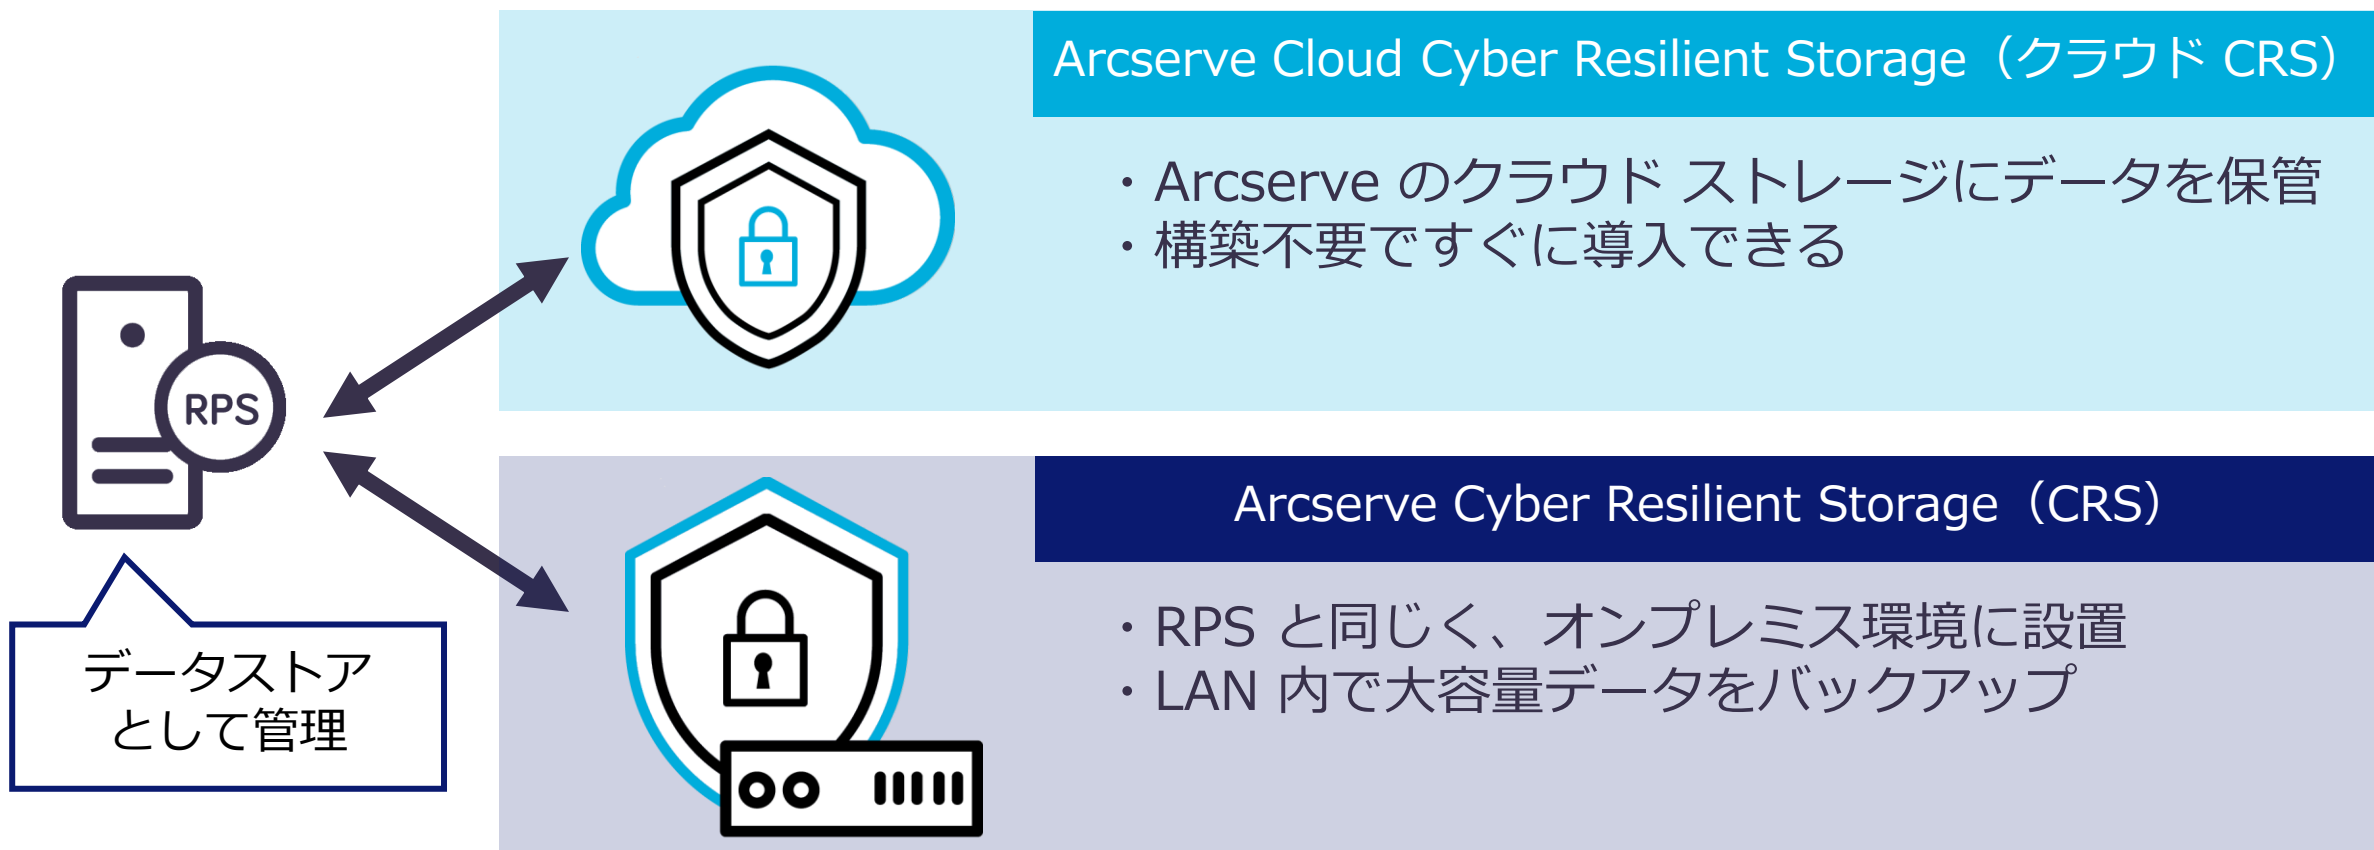 Arcserve Cloud Cyber Resilient Storage（クラウド CRS）
・Arcserve のクラウド ストレージにデータを保管
・構築不要ですぐに導入できる
RPS
データストア
として管理
Arcserve Cyber Resilient Storage（CRS）
・RPS と同じく、オンプレミス環境に設置
・LAN 内で大容量データをバックアップ